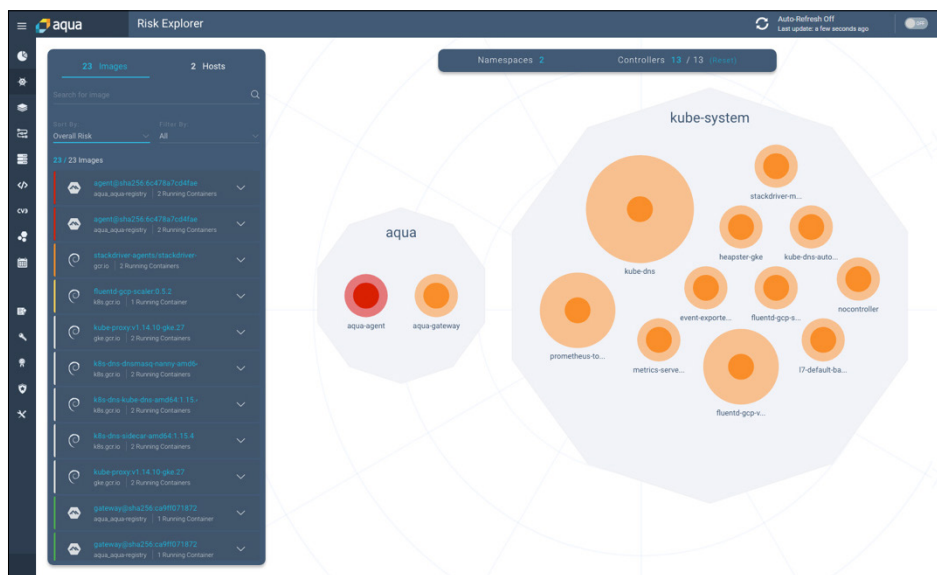 aqua
Risk Explorer
Auto-Refresh Off
Last update: a few seconds ago
OFF
23 Images
2 Hosts
Search for image
Sort By
Filter By
Overall Risk
All
23 / 23 Images
agent@sha256:6c478a7cd4fae
aqua_aqua-registry | 2 Running Containers
agent@sha256:6c478a7cd4fae
aqua_aqua-registry | 2 Running Containers
stackdriver-agents/stackdriver-
gcr.io | 2 Running Containers
fluentd-gcp-scaler:0.5.2
k8s.gcr.io | 1 Running Container
kube-proxy:v1.14.10-gke.27
gke.gcr.io | 2 Running Containers
k8s-dns-dnsmasq-nanny-amd6-
k8s.gcr.io | 2 Running Containers
k8s-dns-kube-dns-amd64:1.15.-
k8s.gcr.io | 2 Running Containers
k8s-dns-sidecar-amd64:1.15.4
k8s.gcr.io | 2 Running Containers
kube-proxy:v1.14.10-gke.27
gke.gcr.io | 2 Running Containers
gateway@sha256:ca9ff071872
aqua_aqua-registry | 1 Running Container
gateway@sha256:ca9ff071872
aqua_aqua-registry | 1 Running Container
CVE
Namespaces 2
Controllers 13 / 13 (Reset)
aqua
aqua-agent
aqua-gateway
kube-system
stackdriver-m...
kube-dns
heapster-gke
kube-dns-auto...
event-exporte...
fluentd-gcp-s...
nocontroller
prometheus-to...
metrics-serve...
l7-default-ba...
fluentd-gcp-v...